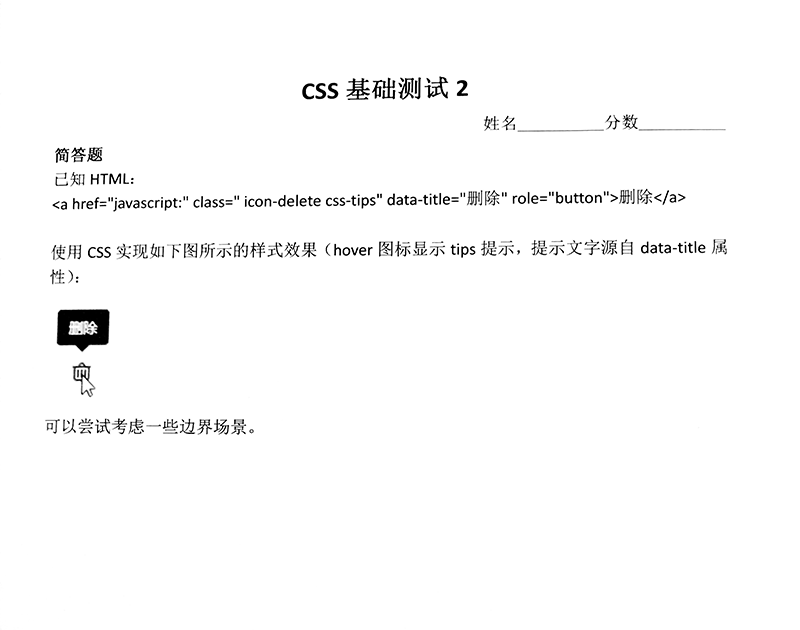 CSS 基础测试 2
姓名__________分数__________
简答题
已知 HTML：
<a href="javascript:" class=" icon-delete css-tips" data-title="删除" role="button">删除</a>
使用 CSS 实现如下图所示的样式效果（hover 图标显示 tips 提示，提示文字源自 data-title 属
性）：
删除
可以尝试考虑一些边界场景。